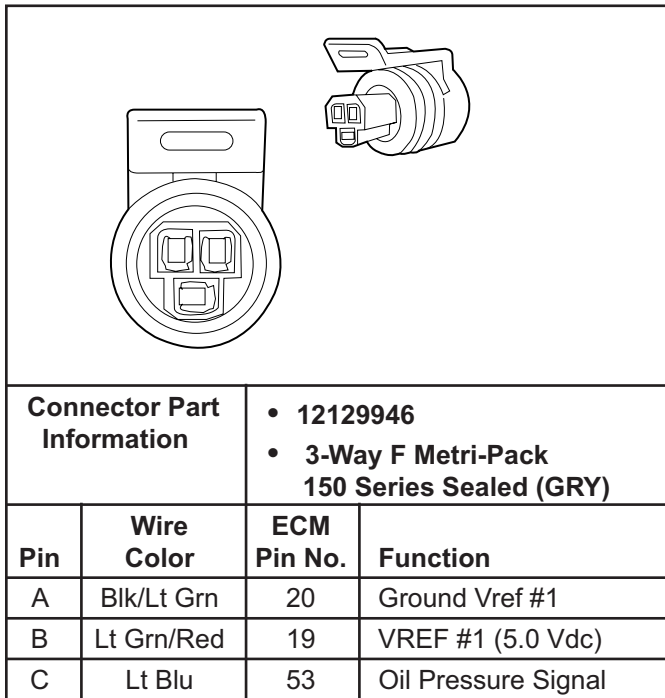 Connector Part
Information
• 12129946
• 3-Way F Metri-Pack
150 Series Sealed (GRY)
Pin Wire Color ECM Pin No. Function
A Blk/Lt Grn 20 Ground Vref #1
B Lt Grn/Red 19 VREF #1 (5.0 Vdc)
C Lt Blu 53 Oil Pressure Signal